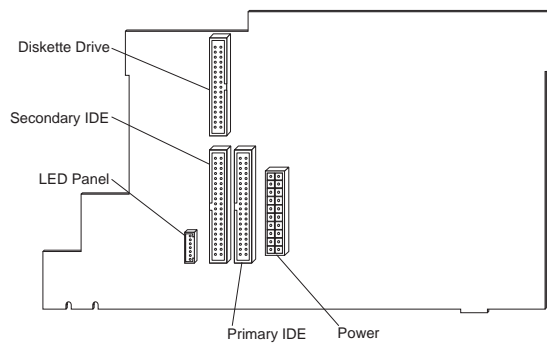 Diskette Drive
Secondary IDE
LED Panel
Primary IDE
Power